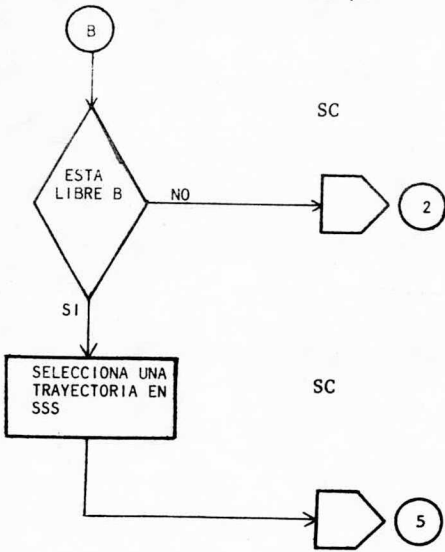 B
SC
ESTA
LIBRE B
NO
2
SI
SELECCIONA UNA
TRAYECTORIA EN
SSS
SC
5